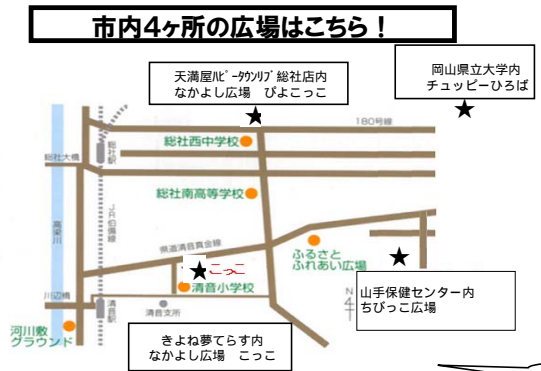 市内4ヶ所の広場はこちら！
天満屋ﾊﾋﾟｰﾀｳﾝﾘﾌﾞ総社店内
なかよし広場　ぴよこっこ
岡山県立大学内
チュッピーひろば
180号線
総社西中学校
総社大橋
総社駅
総社南高等学校
高梁川
JR伯備線
県道清音真金線
ふるさと
ふれあい広場
こっこ
清音小学校
川辺橋
清音駅
清音支所
N
山手保健センター内
ちびっこ広場
河川敷
グラウンド
きよね夢てらす内
なかよし広場　こっこ